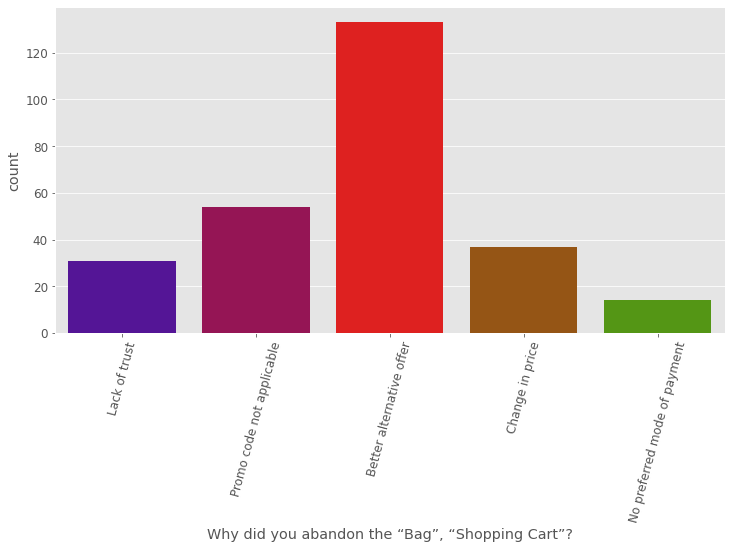 120
100
80
60
40
20
0
count
Lack of trust
Promo code not applicable
Better alternative offer
Change in price
No preferred mode of payment
Why did you abandon the “Bag”, “Shopping Cart”?